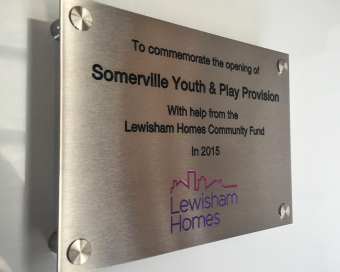 To commemorate the opening of
Somerville Youth & Play Provision
With help from the
Lewisham Homes Community Fund
In 2015
Lewisham
Homes